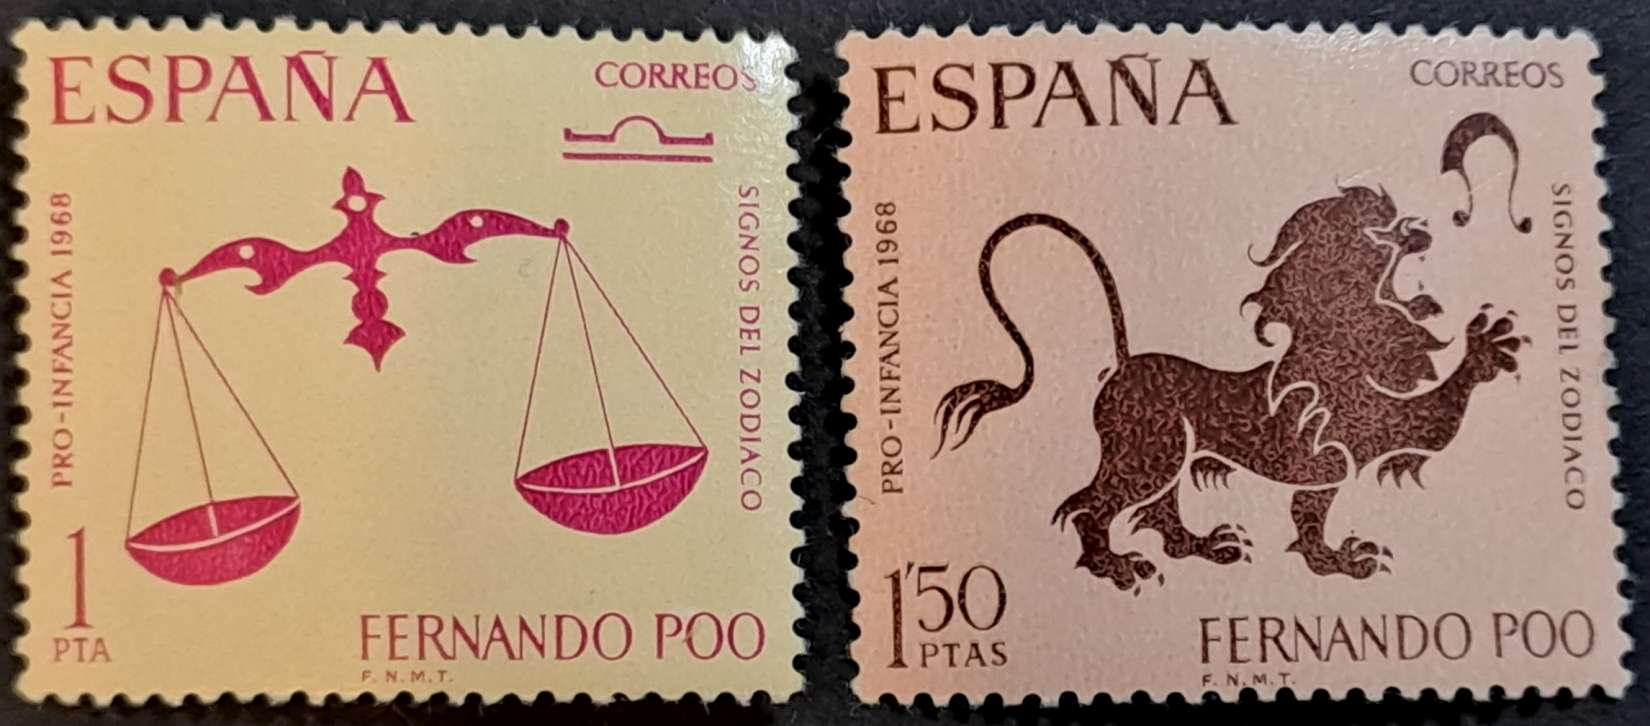 ESPAÑA
CORREOS
PRO-INFANCIA 1968
SIGNOS DEL ZODIACO
1
PTA
FERNANDO POO
F. N. M. T.
ESPAÑA
CORREOS
PRO-INFANCIA 1968
SIGNOS DEL ZODIACO
1'50
PTAS
FERNANDO POO
F. N. M. T.